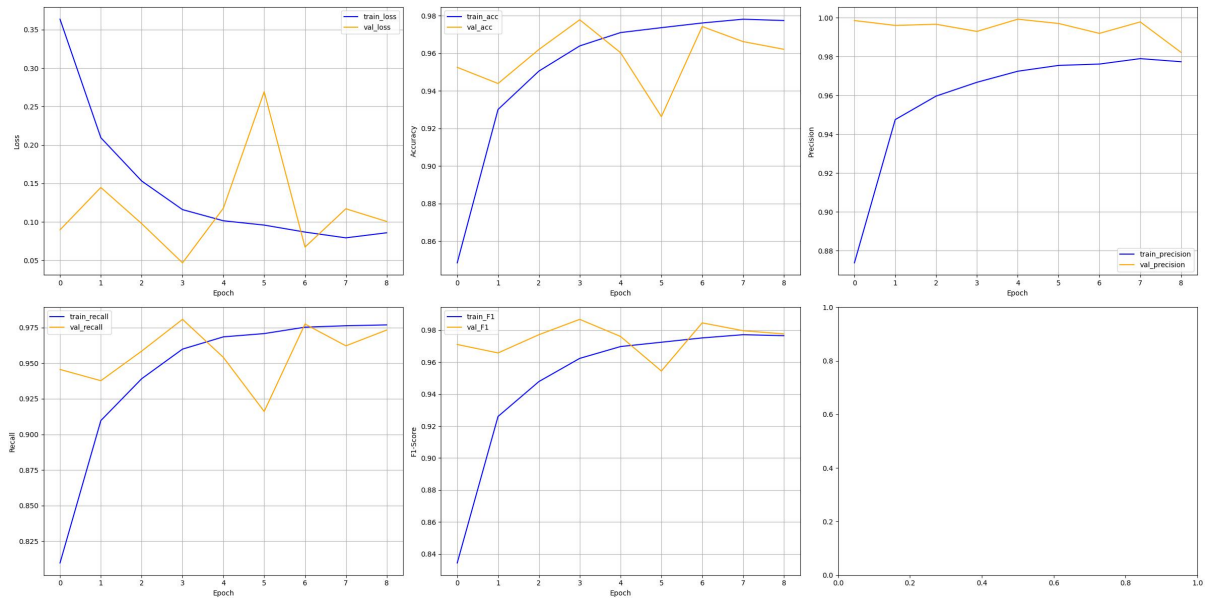 train_loss
val_loss
0.35
0.30
0.25
0.20
0.15
0.10
0.05
Loss
0 1 2 3 4 5 6 7 8
Epoch
train_acc
val_acc
0.98
0.96
0.94
0.92
0.90
0.88
0.86
Accuracy
0 1 2 3 4 5 6 7 8
Epoch
1.00
0.98
0.96
0.94
0.92
0.90
0.88
Precision
train_precision
val_precision
0 1 2 3 4 5 6 7 8
Epoch
train_recall
val_recall
0.975
0.950
0.925
0.900
0.875
0.850
0.825
Recall
0 1 2 3 4 5 6 7 8
Epoch
train_F1
val_F1
0.98
0.96
0.94
0.92
0.90
0.88
0.86
0.84
F1-Score
0 1 2 3 4 5 6 7 8
Epoch
1.0
0.8
0.6
0.4
0.2
0.0
0.0 0.2 0.4 0.6 0.8 1.0